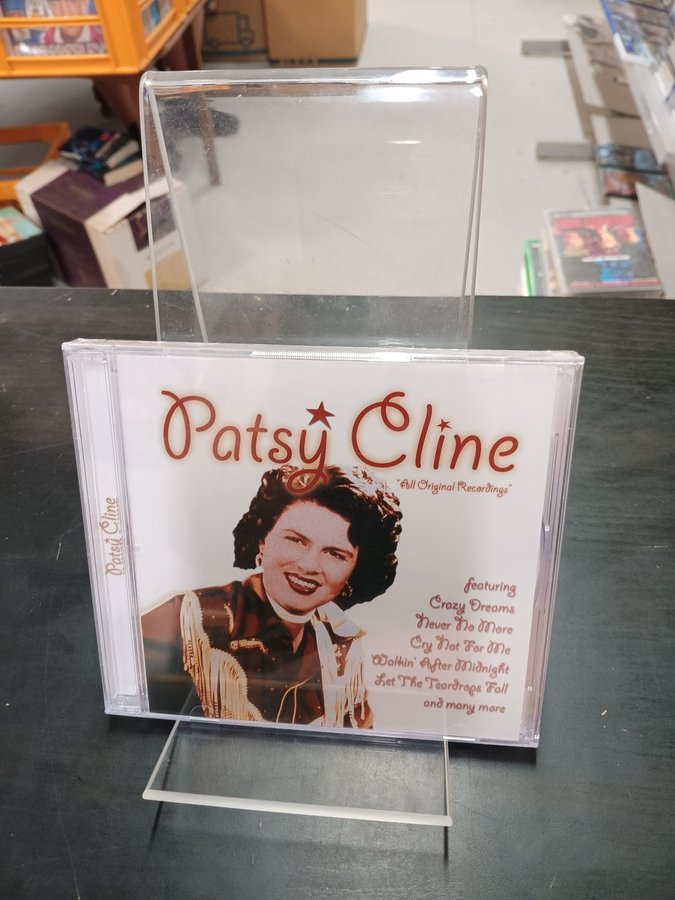 Patsy Cline
"All Original Recordings"
featuring
Crazy Dreams
Never No More
Cry Not For Me
Walkin' After Midnight
Let The Teardrops Fall
and many more
Patsy Cline